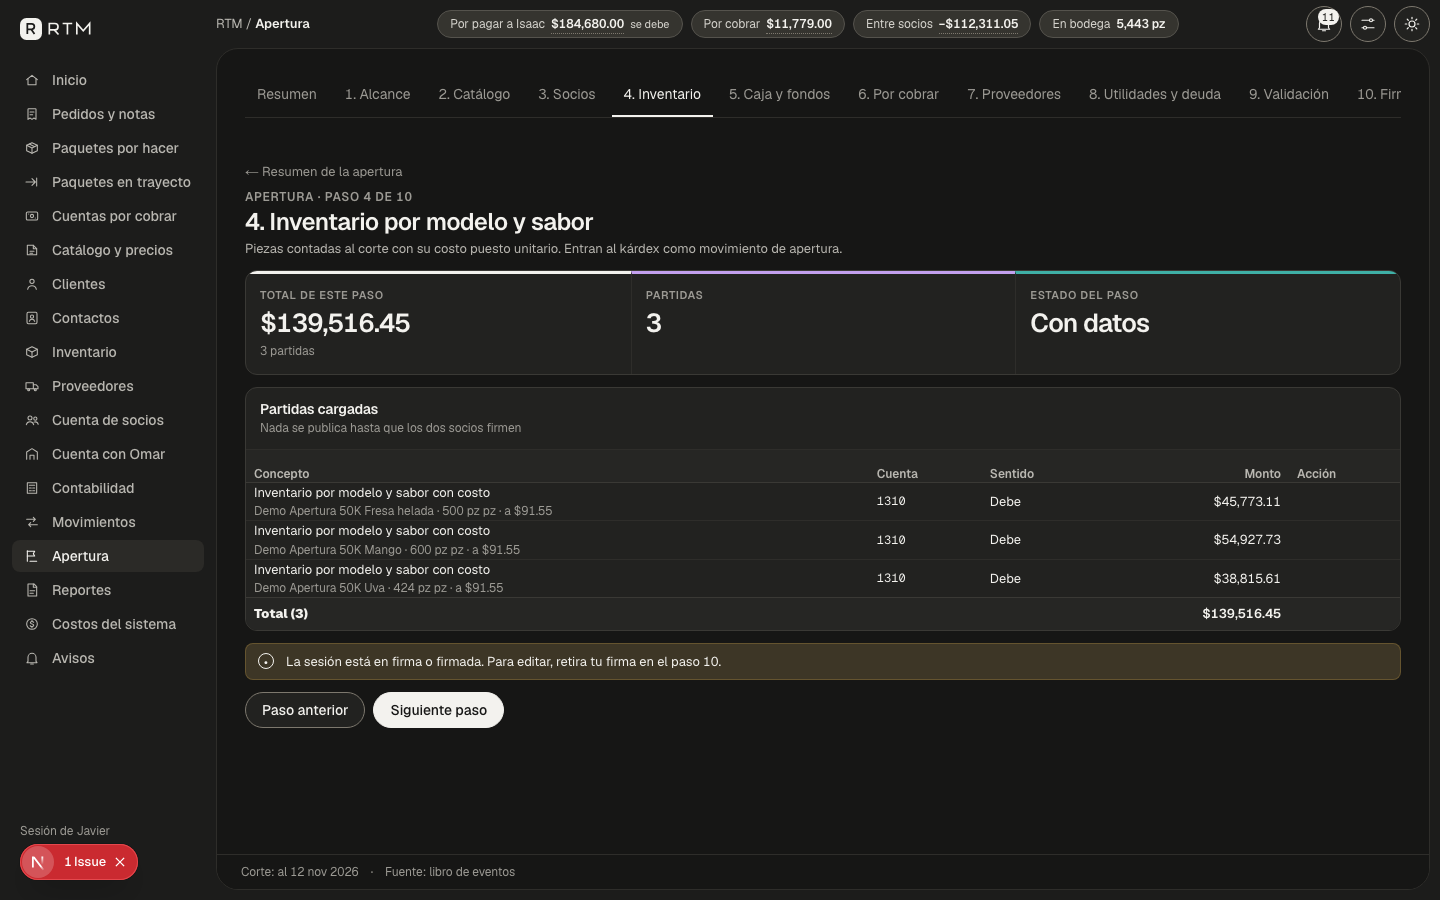 R RTM
RTM / Apertura
Por pagar a Isaac $184,680.00 se debe
Por cobrar $11,779.00
Entre socios −$112,311.05
En bodega 5,443 pz
11
Inicio
Pedidos y notas
Paquetes por hacer
Paquetes en trayecto
Cuentas por cobrar
Catálogo y precios
Clientes
Contactos
Inventario
Proveedores
Cuenta de socios
Cuenta con Omar
Contabilidad
Movimientos
Apertura
Reportes
Costos del sistema
Avisos
Sesión de Javier
N 1 Issue
Resumen 1. Alcance 2. Catálogo 3. Socios 4. Inventario 5. Caja y fondos 6. Por cobrar 7. Proveedores 8. Utilidades y deuda 9. Validación 10. Firr
← Resumen de la apertura
APERTURA · PASO 4 DE 10
4. Inventario por modelo y sabor
Piezas contadas al corte con su costo puesto unitario. Entran al kárdex como movimiento de apertura.
TOTAL DE ESTE PASO
$139,516.45
3 partidas
PARTIDAS
3
ESTADO DEL PASO
Con datos
Partidas cargadas
Nada se publica hasta que los dos socios firmen
Concepto Cuenta Sentido Monto Acción
Inventario por modelo y sabor con costo 1310 Debe $45,773.11
Demo Apertura 50K Fresa helada · 500 pz pz · a $91.55
Inventario por modelo y sabor con costo 1310 Debe $54,927.73
Demo Apertura 50K Mango · 600 pz pz · a $91.55
Inventario por modelo y sabor con costo 1310 Debe $38,815.61
Demo Apertura 50K Uva · 424 pz pz · a $91.55
Total (3) $139,516.45
La sesión está en firma o firmada. Para editar, retira tu firma en el paso 10.
Paso anterior
Siguiente paso
Corte: al 12 nov 2026 · Fuente: libro de eventos